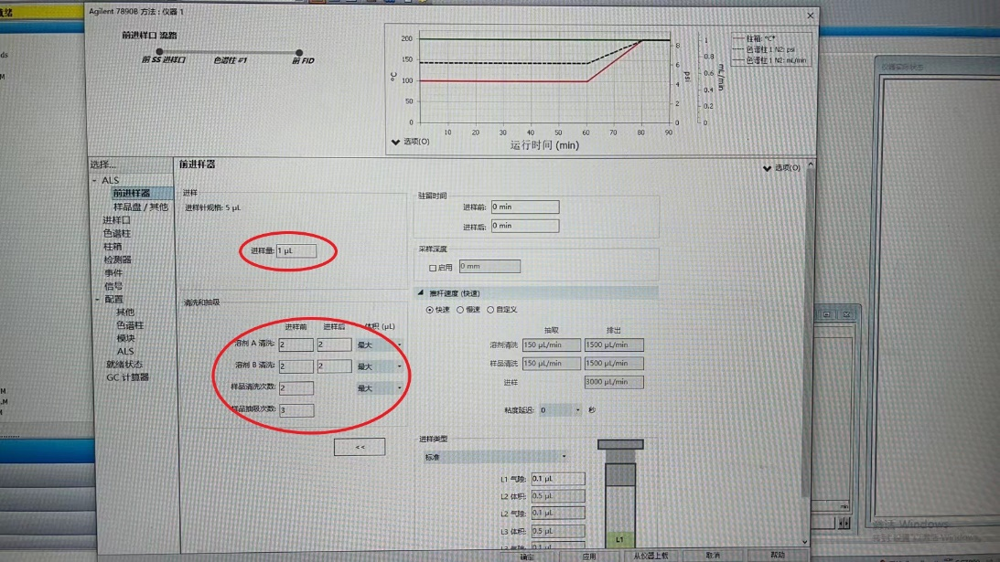 Agilent 7890B 方法 : 仪器 1
前进样口 流路
前 SS 进样口
色谱柱 #1
前 FID
°C
200
150
100
50
0
10 20 30 40 50 60 70 80 90
运行时间 (min)
8
6
4
2
0
psi
1
0.8
0.6
0.4
0.2
0
mL/min
柱箱: °C*
色谱柱 1 N2: psi
色谱柱 1 N2: mL/min
选项(O)
选择...
ALS
前进样器
样品盘 / 其他
进样口
色谱柱
柱箱
检测器
事件
信号
配置
其他
色谱柱
模块
ALS
就绪状态
GC 计算器
前进样器
选项(O)
进样
进样针规格: 5 µL
进样量: 1 µL
清洗和抽吸
进样前 进样后 体积 (µL)
溶剂 A 清洗: 2 2 最大
溶剂 B 清洗: 2 2 最大
样品清洗次数: 2 最大
样品抽吸次数: 3
<<
驻留时间
进样前: 0 min
进样后: 0 min
采样深度
启用 0 mm
推杆速度 (快速)
快速 慢速 自定义
抽取 排出
溶剂清洗 150 µL/min 1500 µL/min
样品清洗 150 µL/min 1500 µL/min
进样 3000 µL/min
粘度延迟: 0 秒
进样类型
标准
L1 气隙: 0.1 µL
L2 体积: 0.5 µL
L2 气隙: 0.1 µL
L3 体积: 0.5 µL
L1
确定 应用 从仪器上载 取消 帮助
仪器实际状态
min
激活 Windows